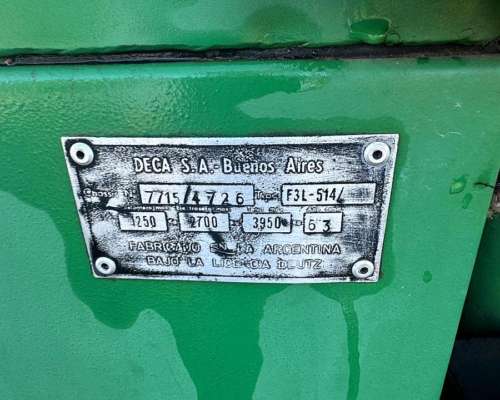 DECA S.A. Buenos Aires
7715/4726 Tipo F3L-514/
1250 2700 3950 63
FABRICADO EN LA ARGENTINA
BAJO LA LICENCIA DEUTZ